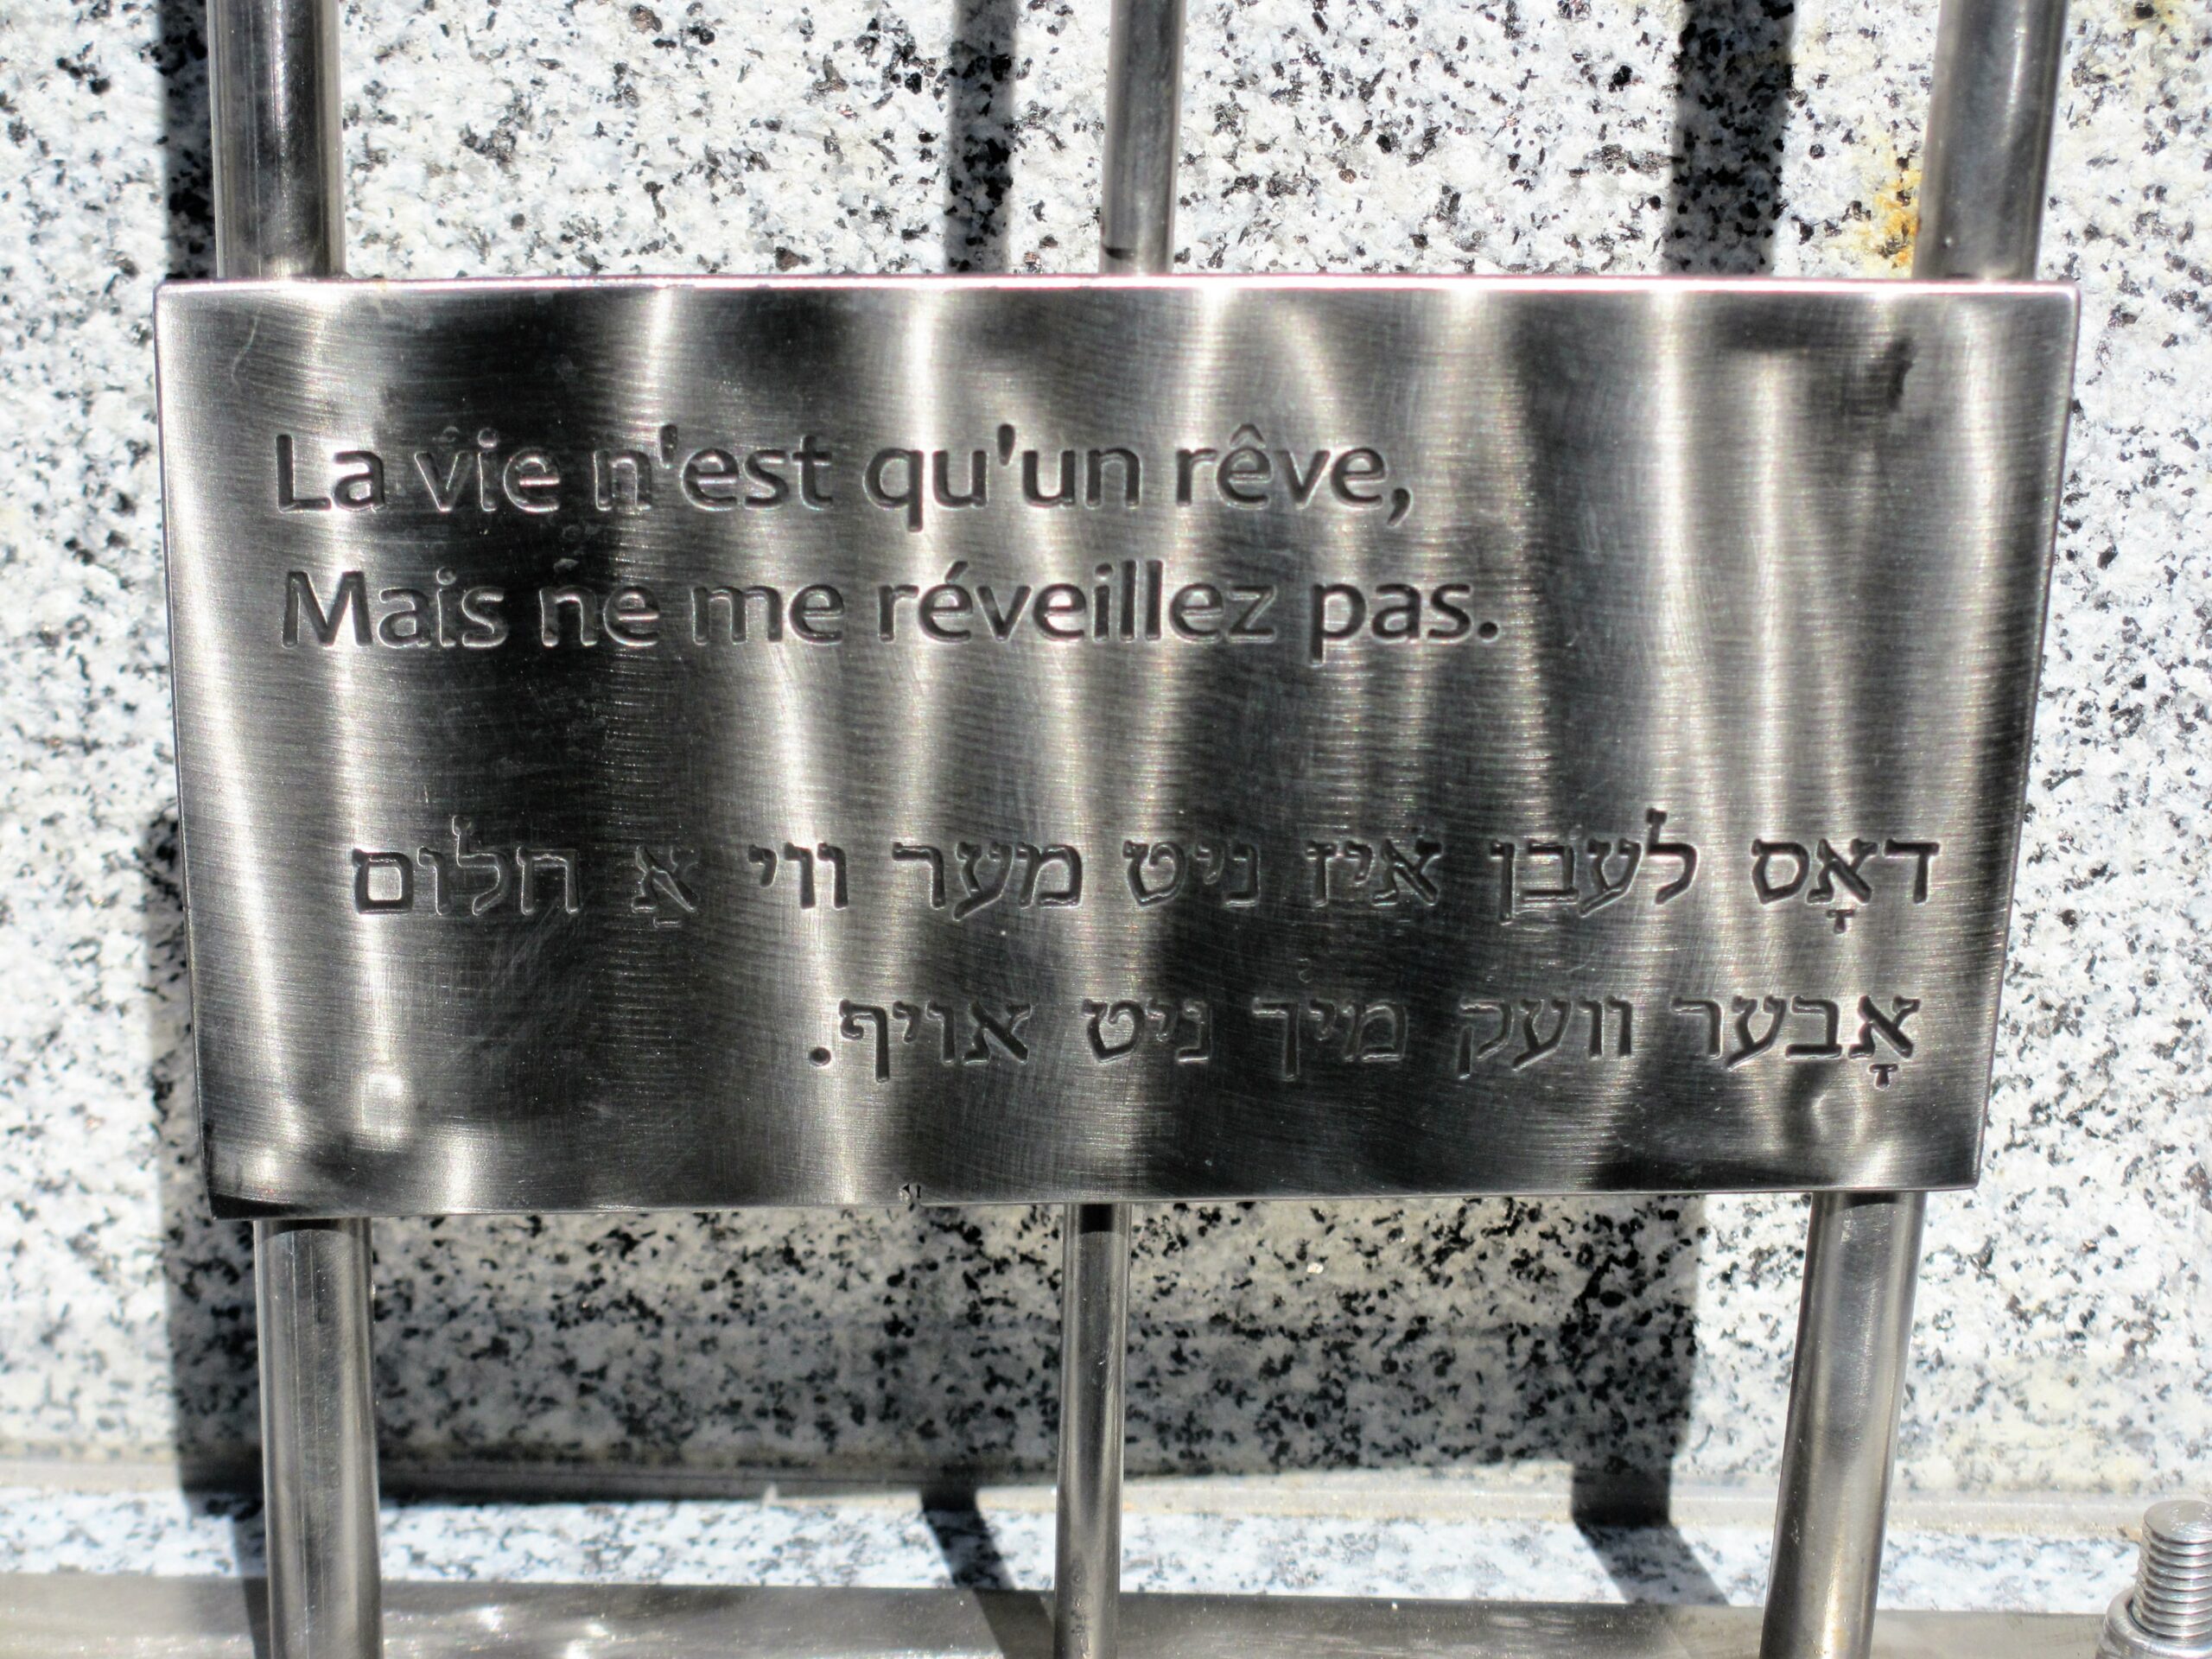 La vie n'est qu'un rêve,
Mais ne me réveillez pas.
דאָס לעבן איז ניט מער ווי אַ חלום
אָבער וועק מיך ניט אויף.